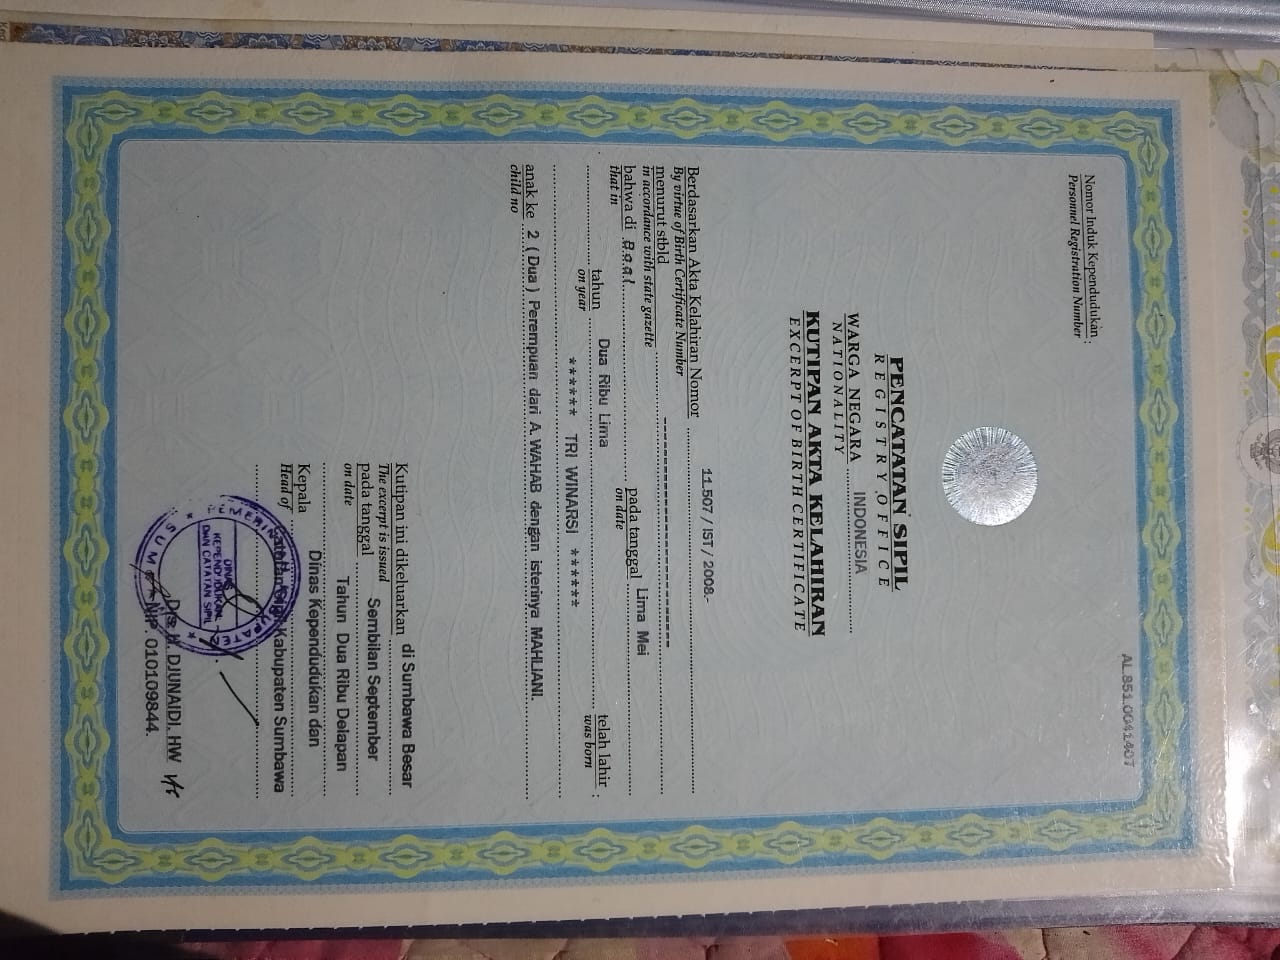 AL.851.0041407
Nomor Induk Kependudukan :
Personnel Registration Number
PENCATATAN SIPIL
REGISTRY OFFICE
WARGA NEGARA INDONESIA
NATIONALITY
KUTIPAN AKTA KELAHIRAN
EXCERPT OF BIRTH CERTIFICATE
Berdasarkan Akta Kelahiran Nomor 11.507 / IST / 2008.-
By virtue of Birth Certificate Number
menurut stbld
in accordance with state gazette
bahwa di pada tanggal Lima Mei
that in on date
tahun Dua Ribu Lima telah lahir :
on year was born
****** TRI WINARSI ******
anak ke 2 ( Dua ) Perempuan dari A. WAHAB dengan isterinya MAHLIANI.
child no
Kutipan ini dikeluarkan di Sumbawa Besar
The excerpt is issued
pada tanggal Sembilan September
on date
Tahun Dua Ribu Delapan
Kepala Dinas Kependudukan dan
Head of
Kabupaten Sumbawa
DINAS
KEPENDUDUKAN
DAN CATATAN SIPIL
Drs. H. DJUNAIDI. HW
NIP. 010109844.